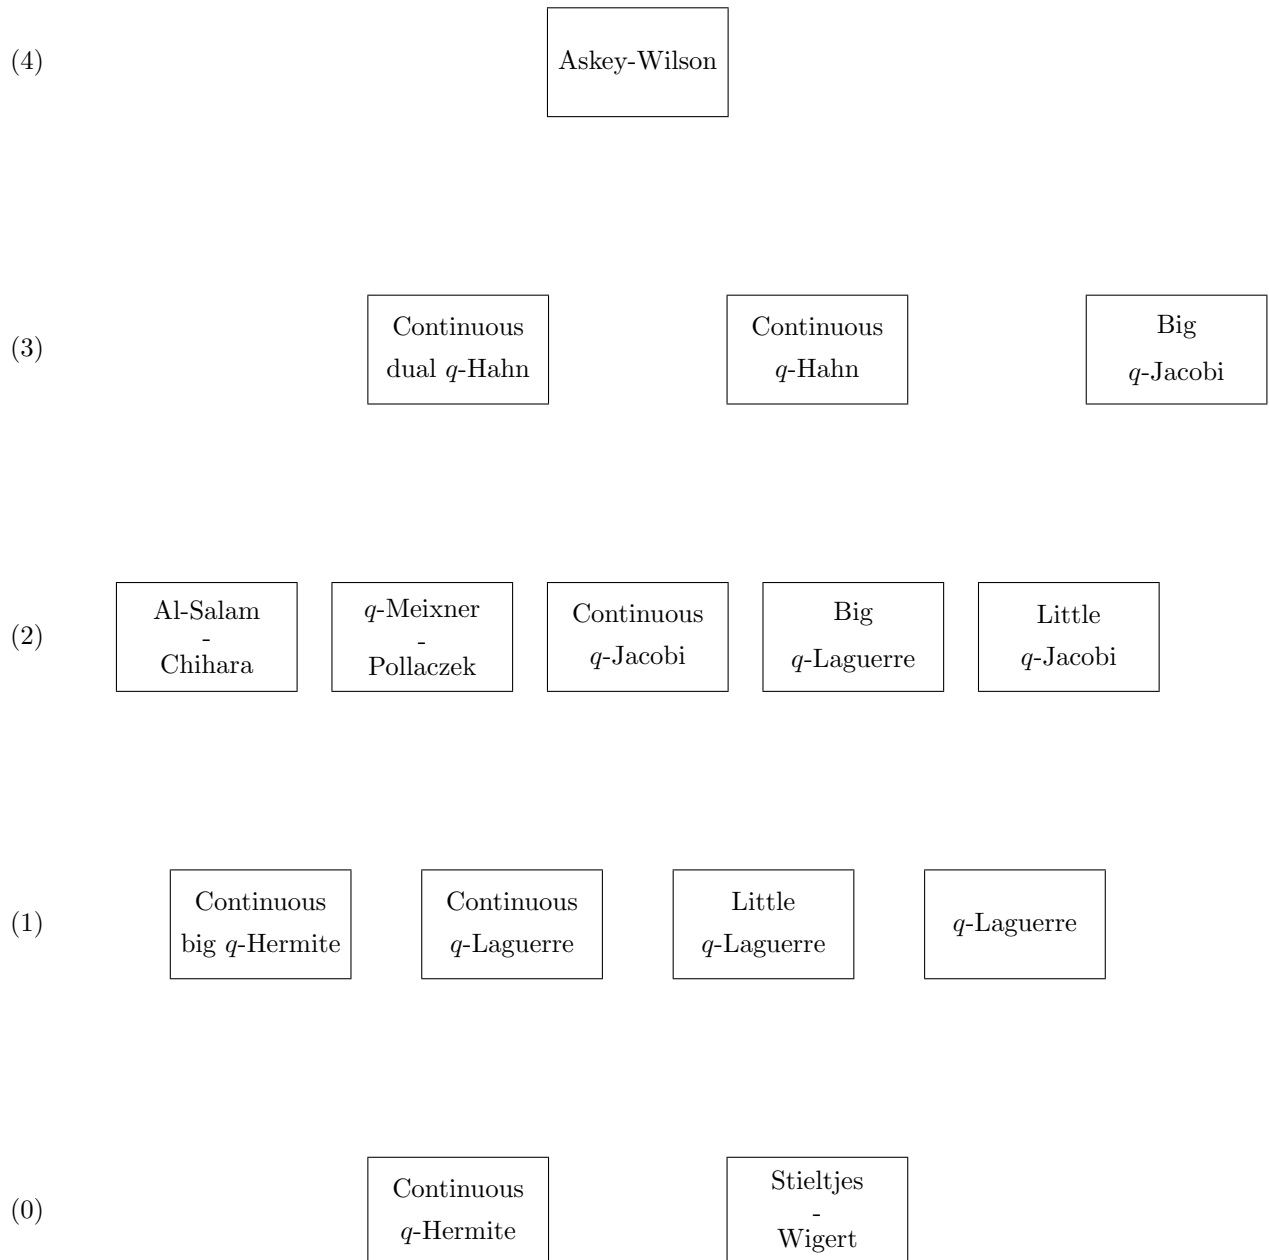 (4)
Askey-Wilson
(3)
Continuous
dual q-Hahn
Continuous
q-Hahn
Big
q-Jacobi
(2)
Al-Salam
-
Chihara
q-Meixner
-
Pollaczek
Continuous
q-Jacobi
Big
q-Laguerre
Little
q-Jacobi
(1)
Continuous
big q-Hermite
Continuous
q-Laguerre
Little
q-Laguerre
q-Laguerre
(0)
Continuous
q-Hermite
Stieltjes
-
Wigert